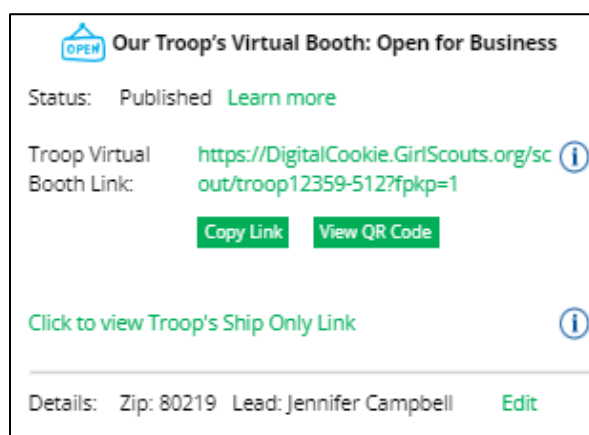 OPEN Our Troop's Virtual Booth: Open for Business
Status: Published Learn more
Troop Virtual https://DigitalCookie.GirlScouts.org/sc
Booth Link: out/troop12359-512?fpkp=1
Copy Link View QR Code
Click to view Troop's Ship Only Link
Details: Zip: 80219 Lead: Jennifer Campbell Edit